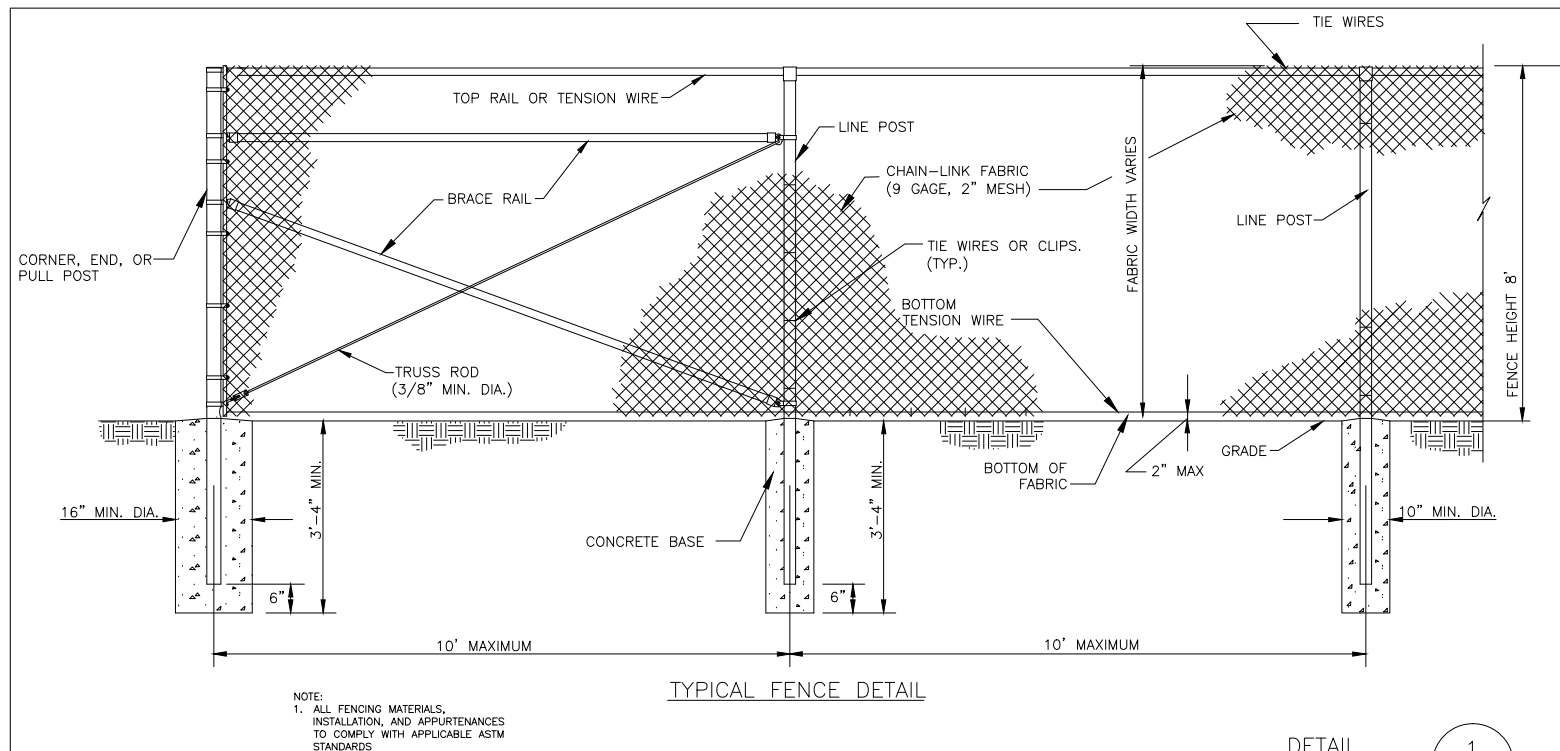 TIE WIRES
TOP RAIL OR TENSION WIRE
LINE POST
CHAIN-LINK FABRIC
(9 GAGE, 2" MESH)
BRACE RAIL
FABRIC WIDTH VARIES
LINE POST
CORNER, END, OR
PULL POST
TIE WIRES OR CLIPS.
(TYP.)
FENCE HEIGHT 8'
BOTTOM
TENSION WIRE
TRUSS ROD
(3/8" MIN. DIA.)
GRADE
BOTTOM OF
FABRIC
2" MAX
16" MIN. DIA.
3'-4" MIN.
CONCRETE BASE
3'-4" MIN.
10" MIN. DIA.
6"
6"
10' MAXIMUM
10' MAXIMUM
TYPICAL FENCE DETAIL
NOTE:
1. ALL FENCING MATERIALS,
INSTALLATION, AND APPURTENANCES
TO COMPLY WITH APPLICABLE ASTM
STANDARDS
DETAIL
1